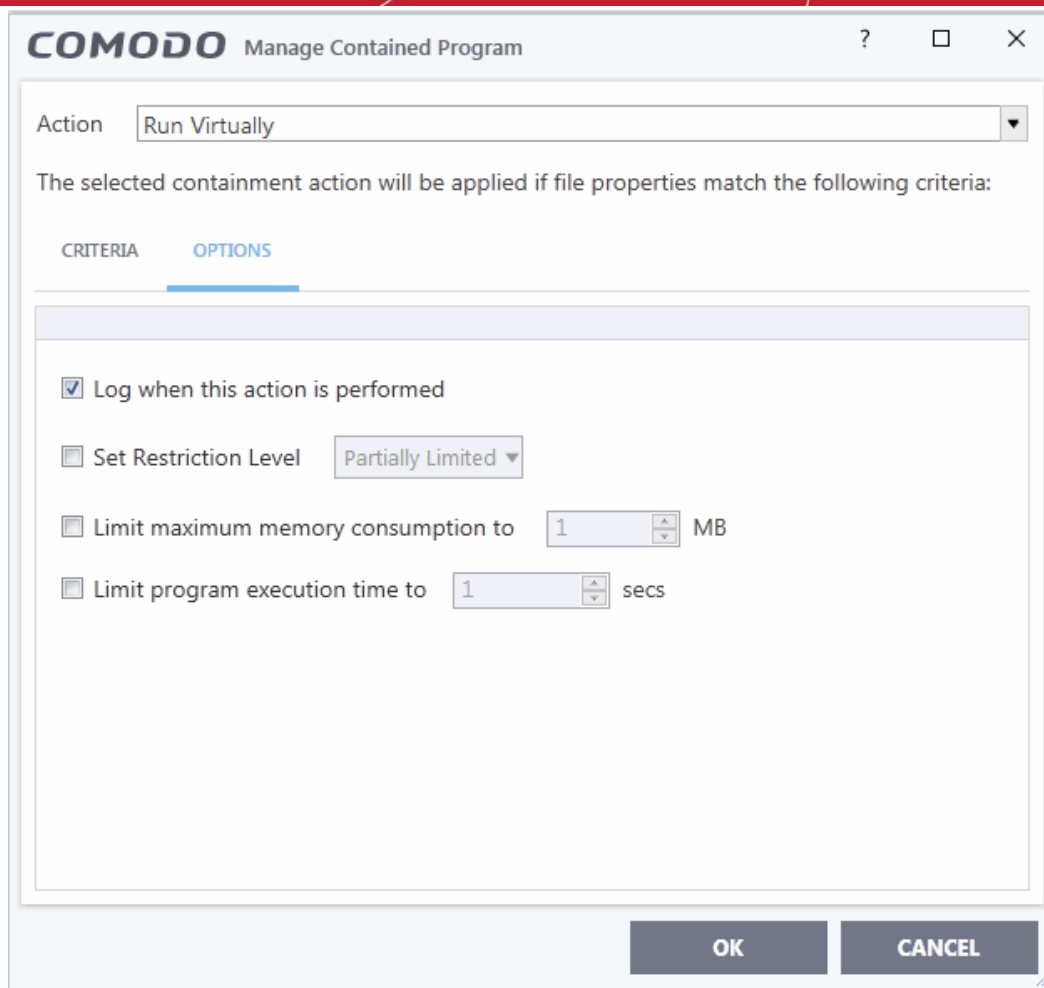 COMODO Manage Contained Program ?
Action Run Virtually
The selected containment action will be applied if file properties match the following criteria:
CRITERIA OPTIONS
Log when this action is performed
Set Restriction Level Partially Limited
Limit maximum memory consumption to 1 MB
Limit program execution time to 1 secs
OK CANCEL